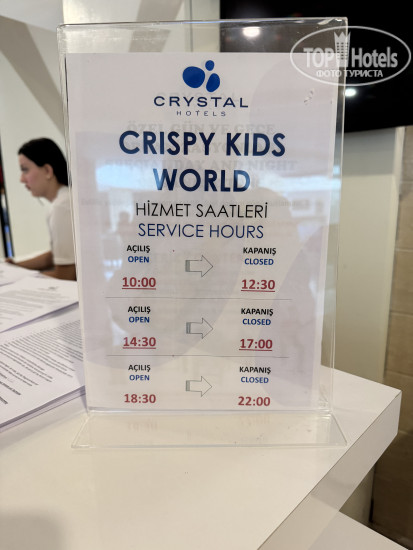 TOP Hotels
ФОТО ТУРИСТА
CRYSTAL
HOTELS
CRISPY KIDS
WORLD
HİZMET SAATLERİ
SERVICE HOURS
AÇILIŞ KAPANIŞ
OPEN CLOSED
10:00 12:30
AÇILIŞ KAPANIŞ
OPEN CLOSED
14:30 17:00
AÇILIŞ KAPANIŞ
OPEN CLOSED
18:30 22:00